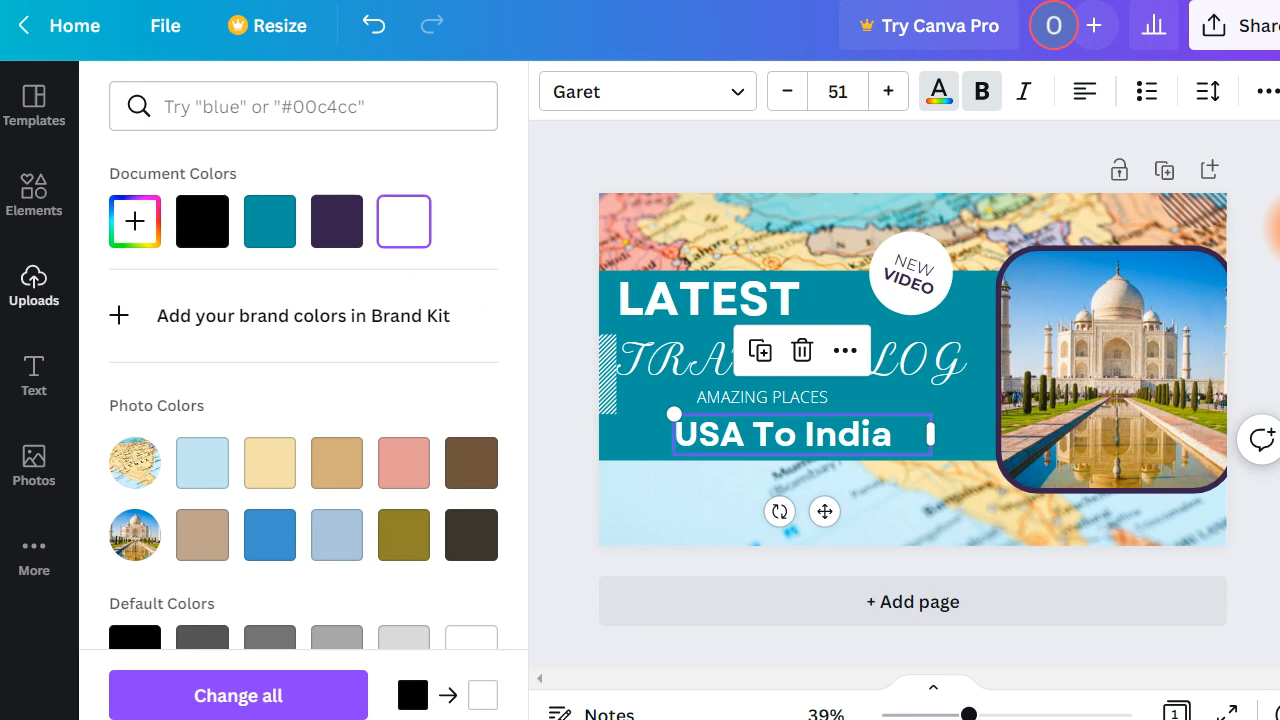 Home File Resize Try Canva Pro O Share
Templates
Elements
Uploads
Text
Photos
More
Try "blue" or "#00c4cc"
Document Colors
Add your brand colors in Brand Kit
Photo Colors
Default Colors
Change all
Garet 51 A B I
LATEST
NEW
VIDEO
TRA LOG
AMAZING PLACES
USA To India
+ Add page
Notes 39% 1